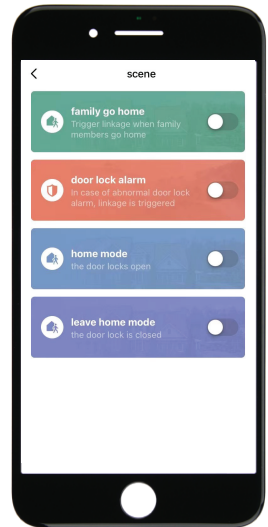 scene
family go home
Trigger linkage when family
members go home
door lock alarm
In case of abnormal door lock
alarm, linkage is triggered
home mode
the door locks open
leave home mode
the door lock is closed